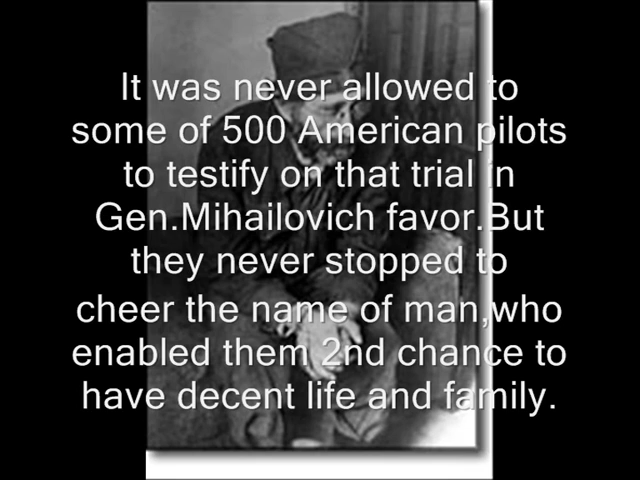 It was never allowed to
some of 500 American pilots
to testify on that trial in
Gen.Mihailovich favor.But
they never stopped to
cheer the name of man,who
enabled them 2nd chance to
have decent life and family.